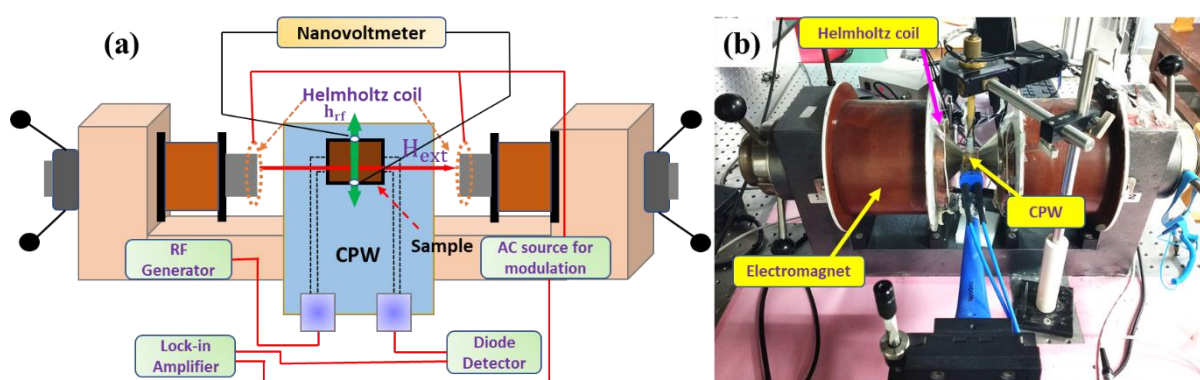 (a)
Nanovoltmeter
Helmholtz coil
h_rf
H_ext
Sample
RF
Generator
CPW
AC source for
modulation
Lock-in
Amplifier
Diode
Detector
(b)
Helmholtz coil
CPW
Electromagnet
2